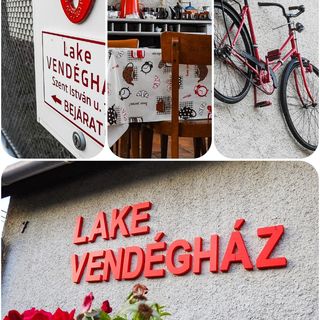 Lake
VENDÉGHÁ
Szent István u.
BEJÁRAT
LAKE
VENDÉGHÁZ